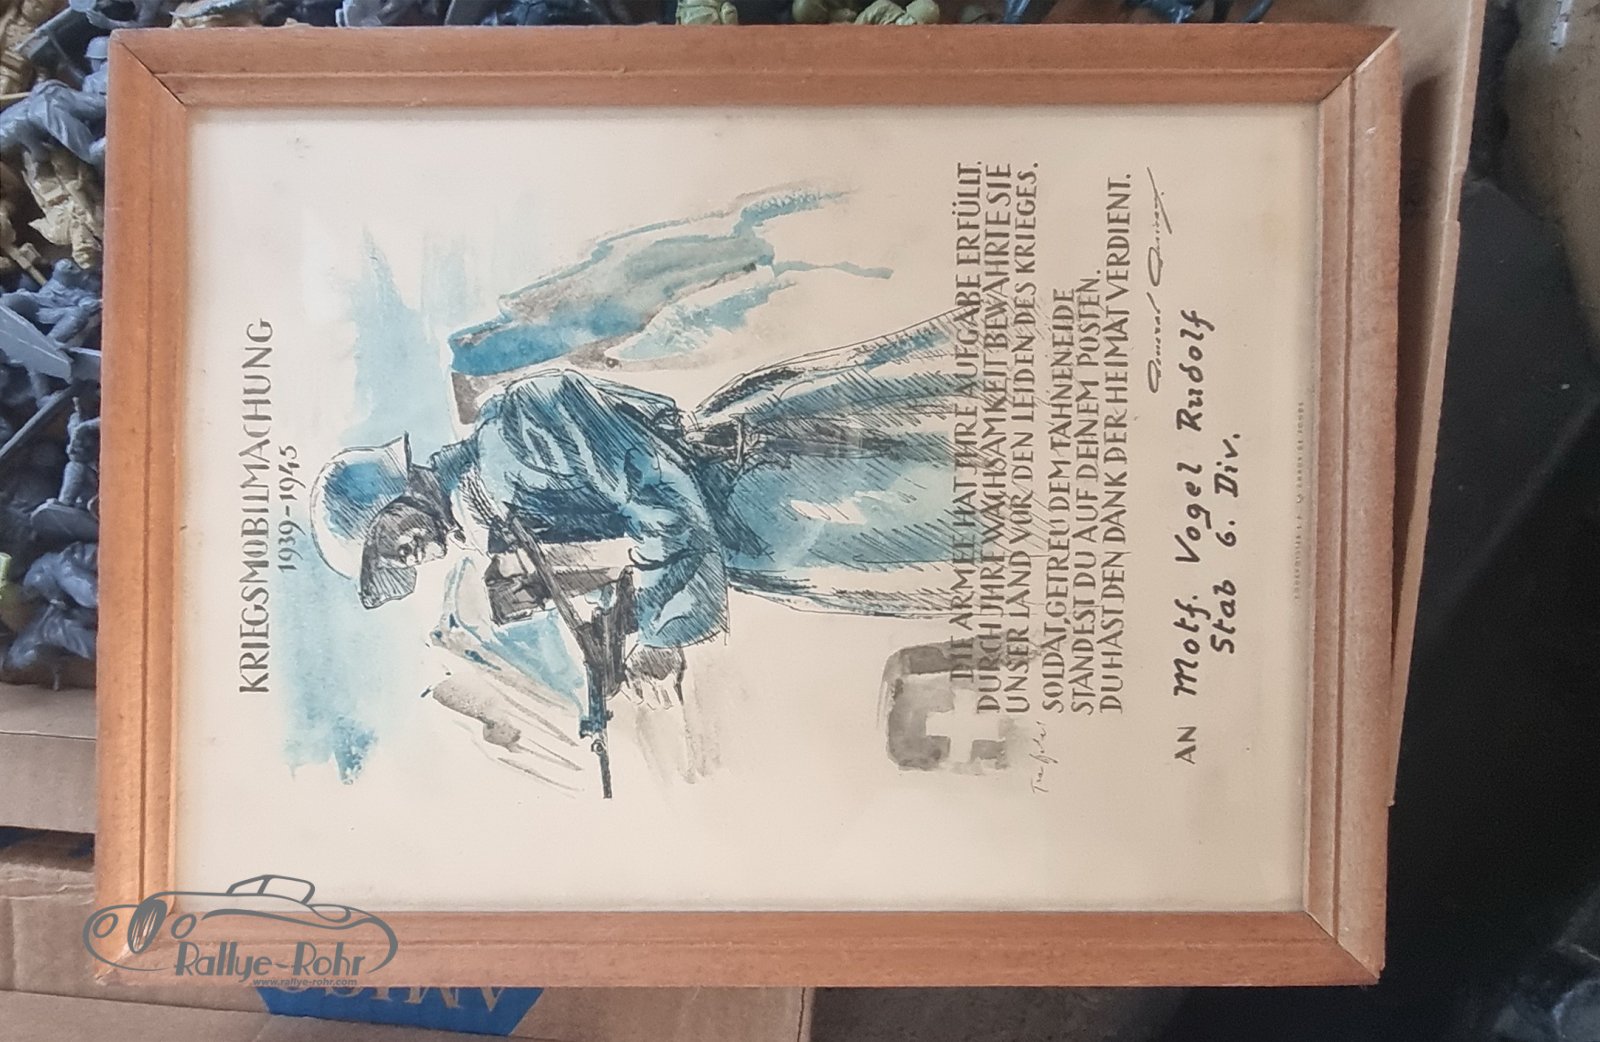 KRIEGSMOBILMACHUNG
1939-1945
DIE ARMEE HAT IHRE AUFGABE ERFÜLLT.
DURCH IHRE WACHSAMKEIT BEWAHRTE SIE
UNSER LAND VOR DEN LEIDEN DES KRIEGES.
SOLDAT, GETREU DEM FAHNENEIDE
STANDEST DU AUF DEINEM POSTEN.
DU HAST DEN DANK DER HEIMAT VERDIENT.
General Guisan
AN Motf. Vogel Rudolf
Stab 6. Div.
Rallye-Rohr
www.rallye-rohr.com